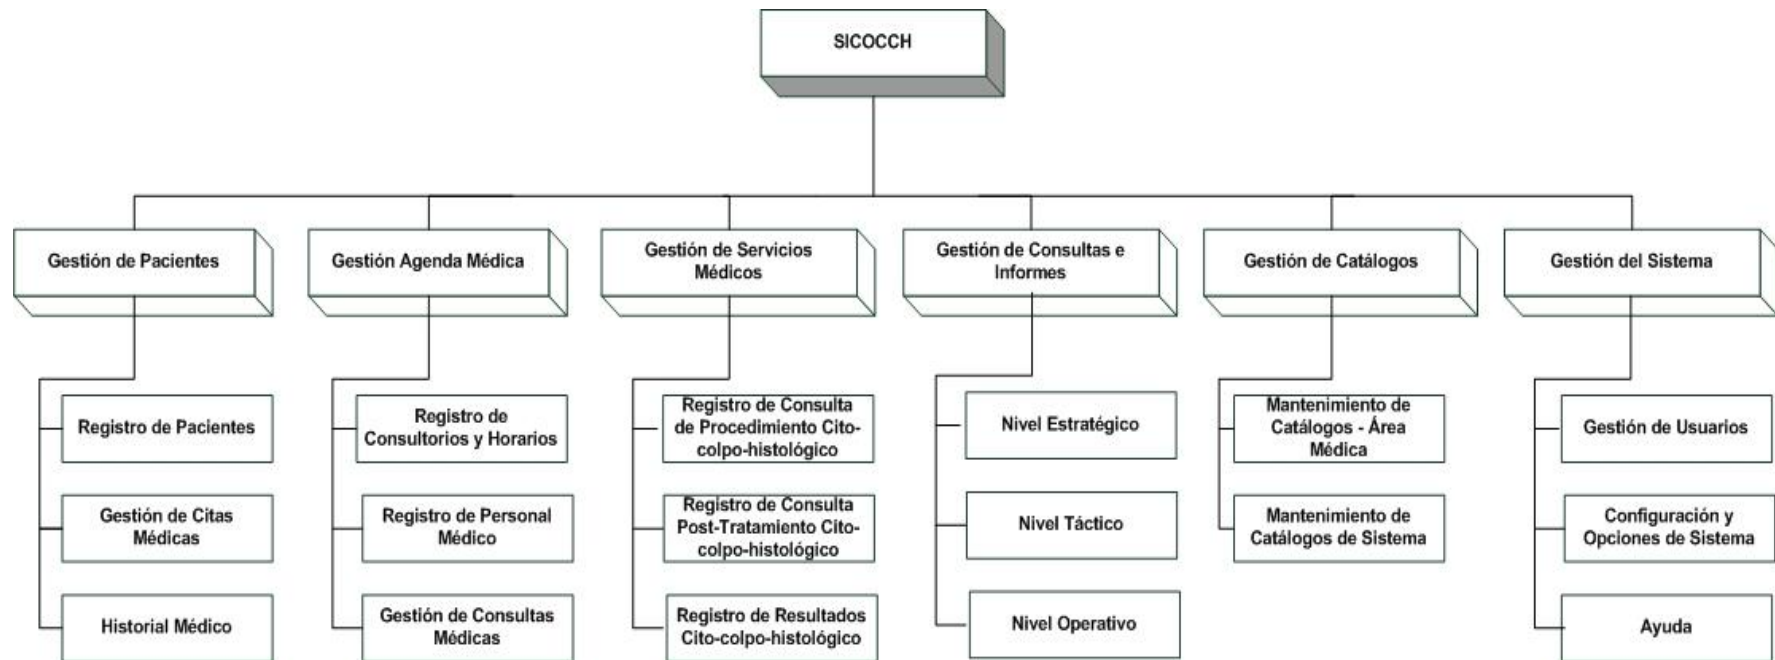 SICOCCH
Gestión de Pacientes
Gestión Agenda Médica
Gestión de Servicios
Médicos
Gestión de Consultas e
Informes
Gestión de Catálogos
Gestión del Sistema
Registro de Pacientes
Gestión de Citas
Médicas
Historial Médico
Registro de
Consultorios y Horarios
Registro de Personal
Médico
Gestión de Consultas
Médicas
Registro de Consulta
de Procedimiento Cito-
colpo-histológico
Registro de Consulta
Post-Tratamiento Cito-
colpo-histológico
Registro de Resultados
Cito-colpo-histológico
Nivel Estratégico
Nivel Táctico
Nivel Operativo
Mantenimiento de
Catálogos - Área
Médica
Mantenimiento de
Catálogos de Sistema
Gestión de Usuarios
Configuración y
Opciones de Sistema
Ayuda